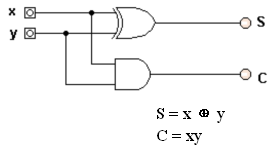 x
S
y
C
S = x ⊕ y
C = xy